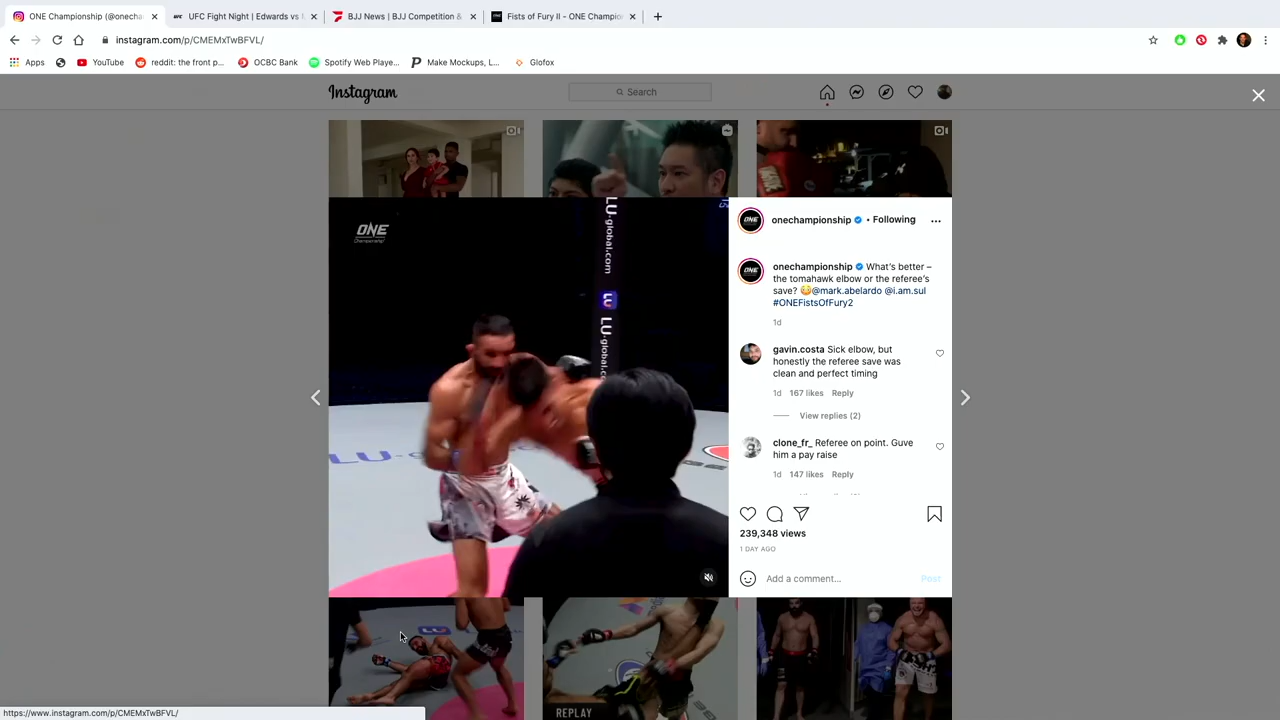 ONE Championship (@onecha
UFC Fight Night | Edwards vs
BJJ News | BJJ Competition &
Fists of Fury II - ONE Champio
instagram.com/p/CMEMxTwBFVL/
Apps
YouTube
reddit: the front p...
OCBC Bank
Spotify Web Playe...
Make Mockups, L...
Glofox
Instagram
Search
ONE
Championship
LU·global.com
LU
LU·global.c
LU·g
onechampionship • Following
onechampionship What's better –
the tomahawk elbow or the referee's
save? 😳@mark.abelardo @i.am.sul
#ONEFistsOfFury2
1d
gavin.costa Sick elbow, but
honestly the referee save was
clean and perfect timing
1d 167 likes Reply
View replies (2)
clone_fr_ Referee on point. Guve
him a pay raise
1d 147 likes Reply
239,348 views
1 DAY AGO
Add a comment...
Post
REPLAY
https://www.instagram.com/p/CMEMxTwBFVL/